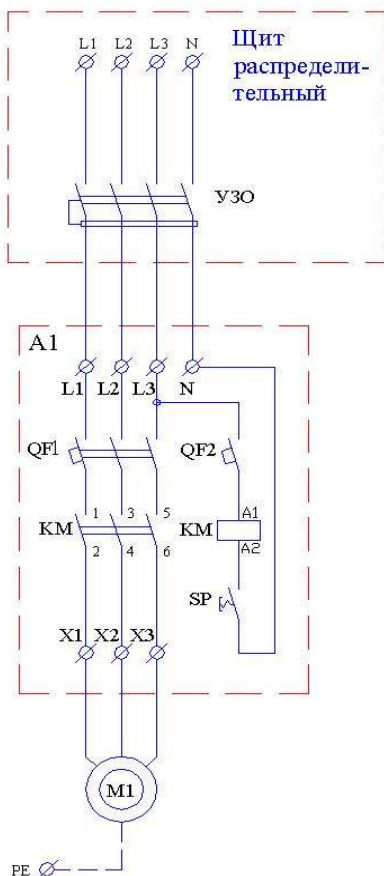 L1 L2 L3 N
Щит
распредели-
тельный
УЗО
A1
L1 L2 L3 N
QF1
QF2
KM
1 3 5
2 4 6
KM
A1
A2
SP
X1 X2 X3
M1
PE